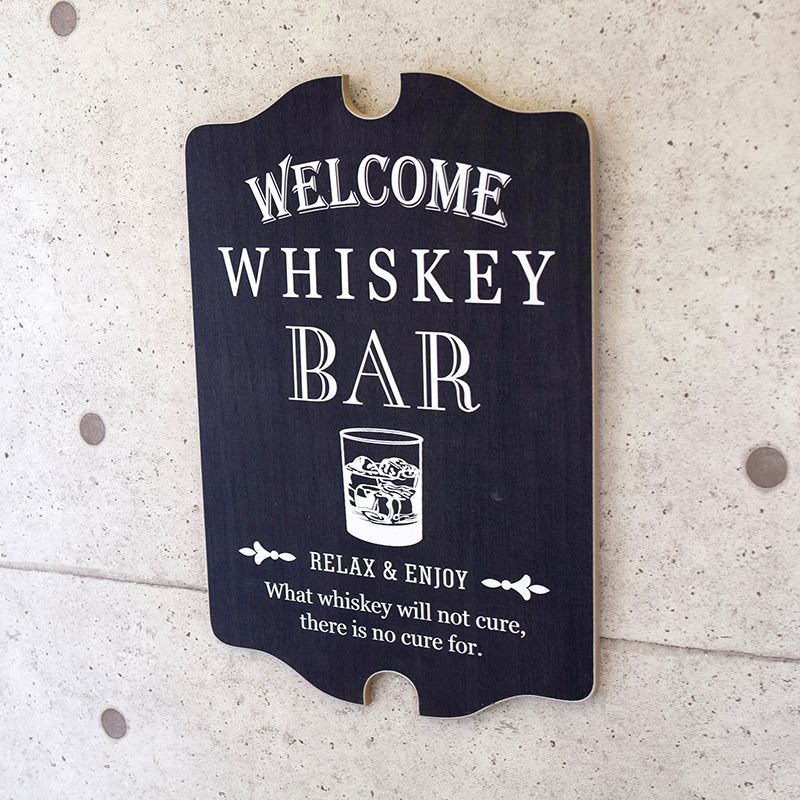 WELCOME
WHISKEY
BAR
RELAX & ENJOY
What whiskey will not cure,
there is no cure for.